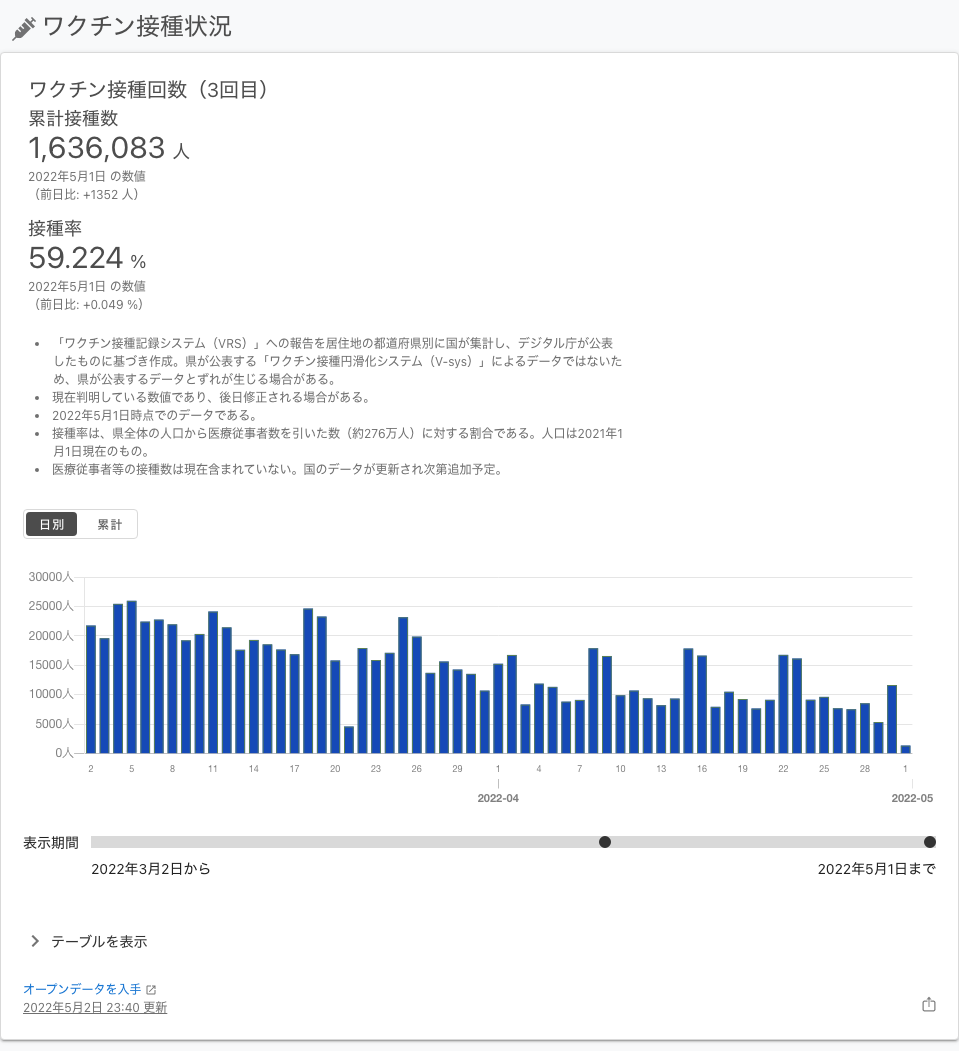 ワクチン接種状況
ワクチン接種回数（3回目）
累計接種数
1,636,083 人
2022年5月1日 の数値
（前日比: +1352 人）
接種率
59.224 %
2022年5月1日 の数値
（前日比: +0.049 %）
• 「ワクチン接種記録システム（VRS）」への報告を居住地の都道府県別に国が集計し、デジタル庁が公表
したものに基づき作成。県が公表する「ワクチン接種円滑化システム（V-sys）」によるデータではないた
め、県が公表するデータとずれが生じる場合がある。
• 現在判明している数値であり、後日修正される場合がある。
• 2022年5月1日時点でのデータである。
• 接種率は、県全体の人口から医療従事者数を引いた数（約276万人）に対する割合である。人口は2021年1
月1日現在のもの。
• 医療従事者等の接種数は現在含まれていない。国のデータが更新され次第追加予定。
日別 累計
30000人
25000人
20000人
15000人
10000人
5000人
0人
2 5 8 11 14 17 20 23 26 29 1 4 7 10 13 16 19 22 25 28 1
2022-04 2022-05
表示期間
2022年3月2日から 2022年5月1日まで
テーブルを表示
オープンデータを入手
2022年5月2日 23:40 更新